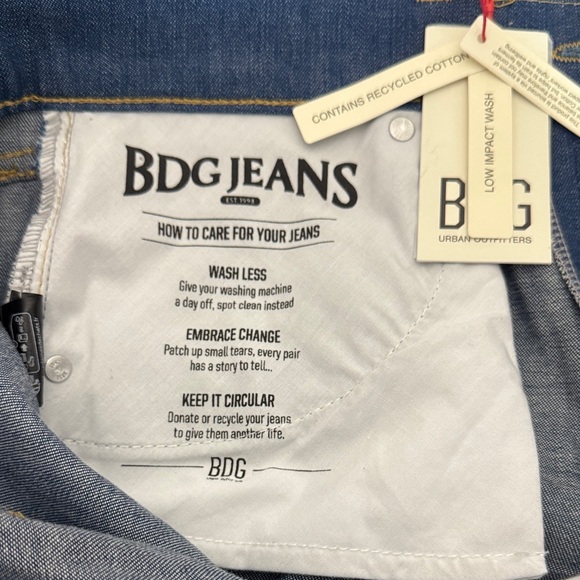 BDG JEANS
EST 1998
HOW TO CARE FOR YOUR JEANS
WASH LESS
Give your washing machine
a day off, spot clean instead
EMBRACE CHANGE
Patch up small tears, every pair
has a story to tell...
KEEP IT CIRCULAR
Donate or recycle your jeans
to give them another life.
BDG
CONTAINS RECYCLED COTTON
LOW IMPACT WASH
B G
URBAN OUTFITTERS